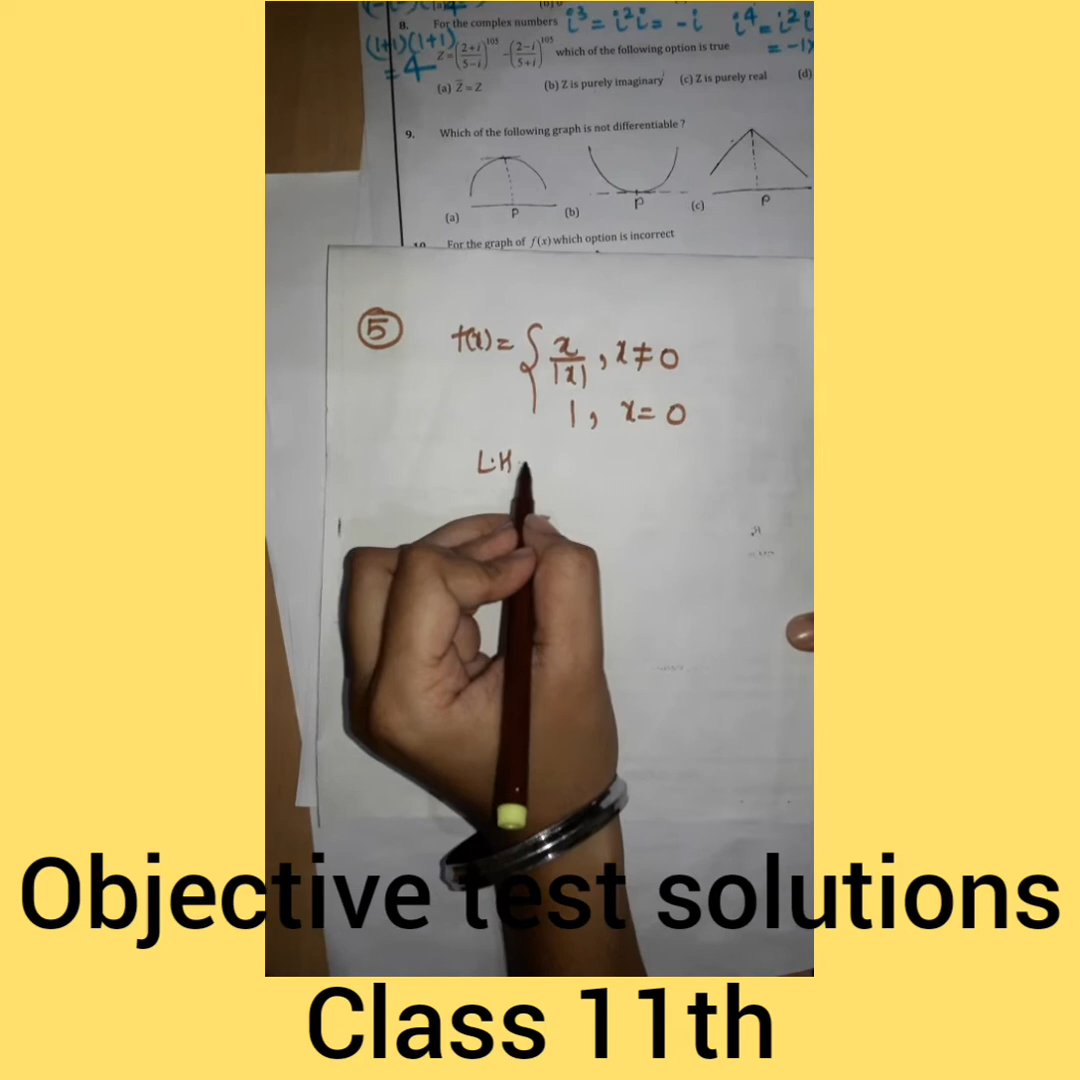 8. For the complex numbers i³ = i²i = -i i⁴ = i²i
(1+1)(1+1)
= 4
Z = (2+i/5-i)^105 - (2-i/5+i)^105 which of the following option is true
= -1x
(a) Z̄ = Z (b) Z is purely imaginary (c) Z is purely real (d)
9. Which of the following graph is not differentiable ?
(a) P (b) P (c) P
10. For the graph of f(x) which option is incorrect
⑤ f(x) = { x/|x| , x ≠ 0
1 , x = 0
L.H.
Objective test solutions
Class 11th